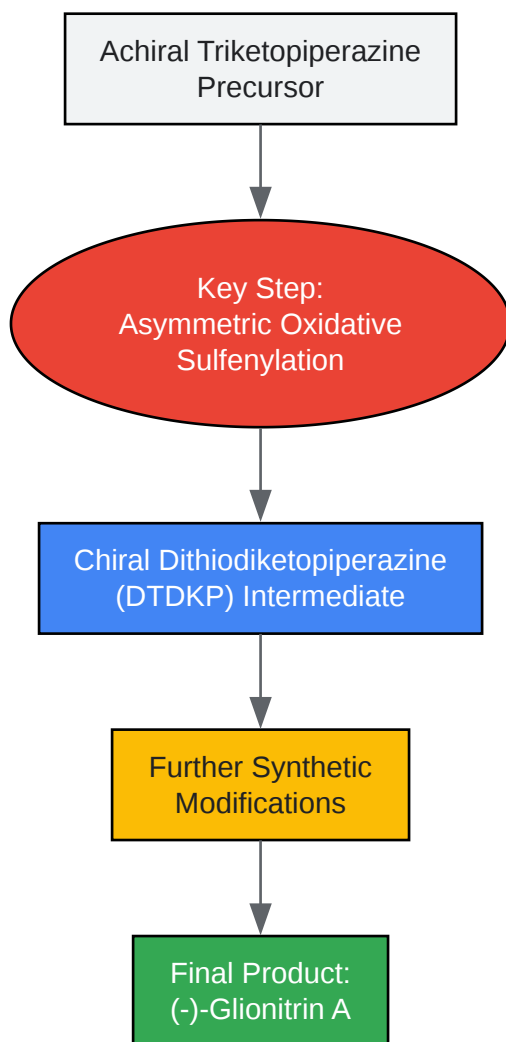 Achiral Triketopiperazine
Precursor
Key Step:
Asymmetric Oxidative
Sulfenylation
Chiral Dithiodiketopiperazine
(DTDKP) Intermediate
Further Synthetic
Modifications
Final Product:
(-)-Glionitrin A